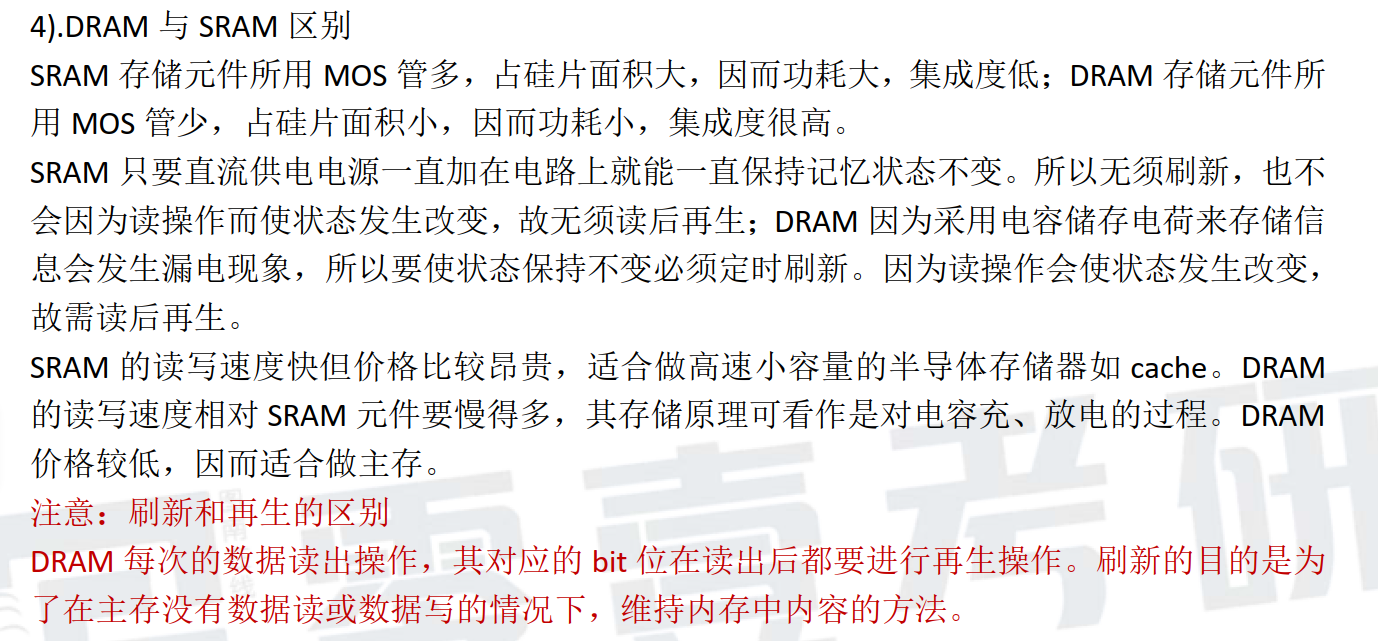 4).DRAM 与 SRAM 区别
SRAM 存储元件所用 MOS 管多，占硅片面积大，因而功耗大，集成度低；DRAM 存储元件所
用 MOS 管少，占硅片面积小，因而功耗小，集成度很高。
SRAM 只要直流供电电源一直加在电路上就能一直保持记忆状态不变。所以无须刷新，也不
会因为读操作而使状态发生改变，故无须读后再生；DRAM 因为采用电容储存电荷来存储信
息会发生漏电现象，所以要使状态保持不变必须定时刷新。因为读操作会使状态发生改变，
故需读后再生。
SRAM 的读写速度快但价格比较昂贵，适合做高速小容量的半导体存储器如 cache。DRAM
的读写速度相对 SRAM 元件要慢得多，其存储原理可看作是对电容充、放电的过程。DRAM
价格较低，因而适合做主存。
注意：刷新和再生的区别
DRAM 每次的数据读出操作，其对应的 bit 位在读出后都要进行再生操作。刷新的目的是为
了在主存没有数据读或数据写的情况下，维持内存中内容的方法。
零壹考研